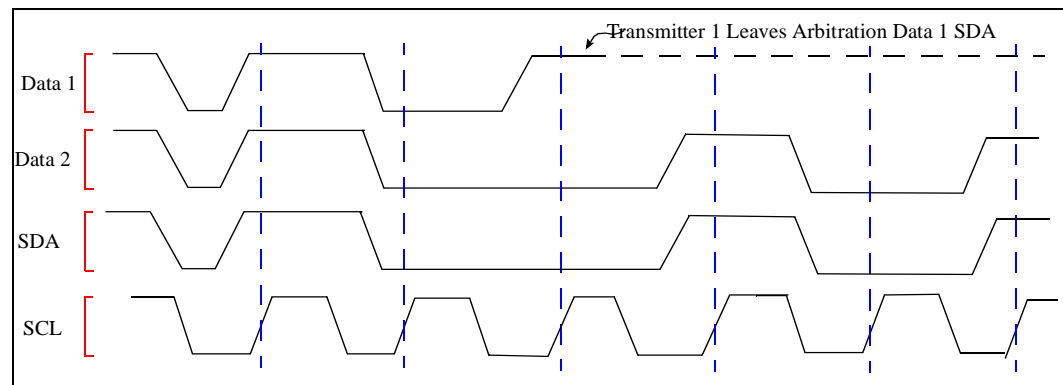 Transmitter 1 Leaves Arbitration Data 1 SDA
Data 1
Data 2
SDA
SCL